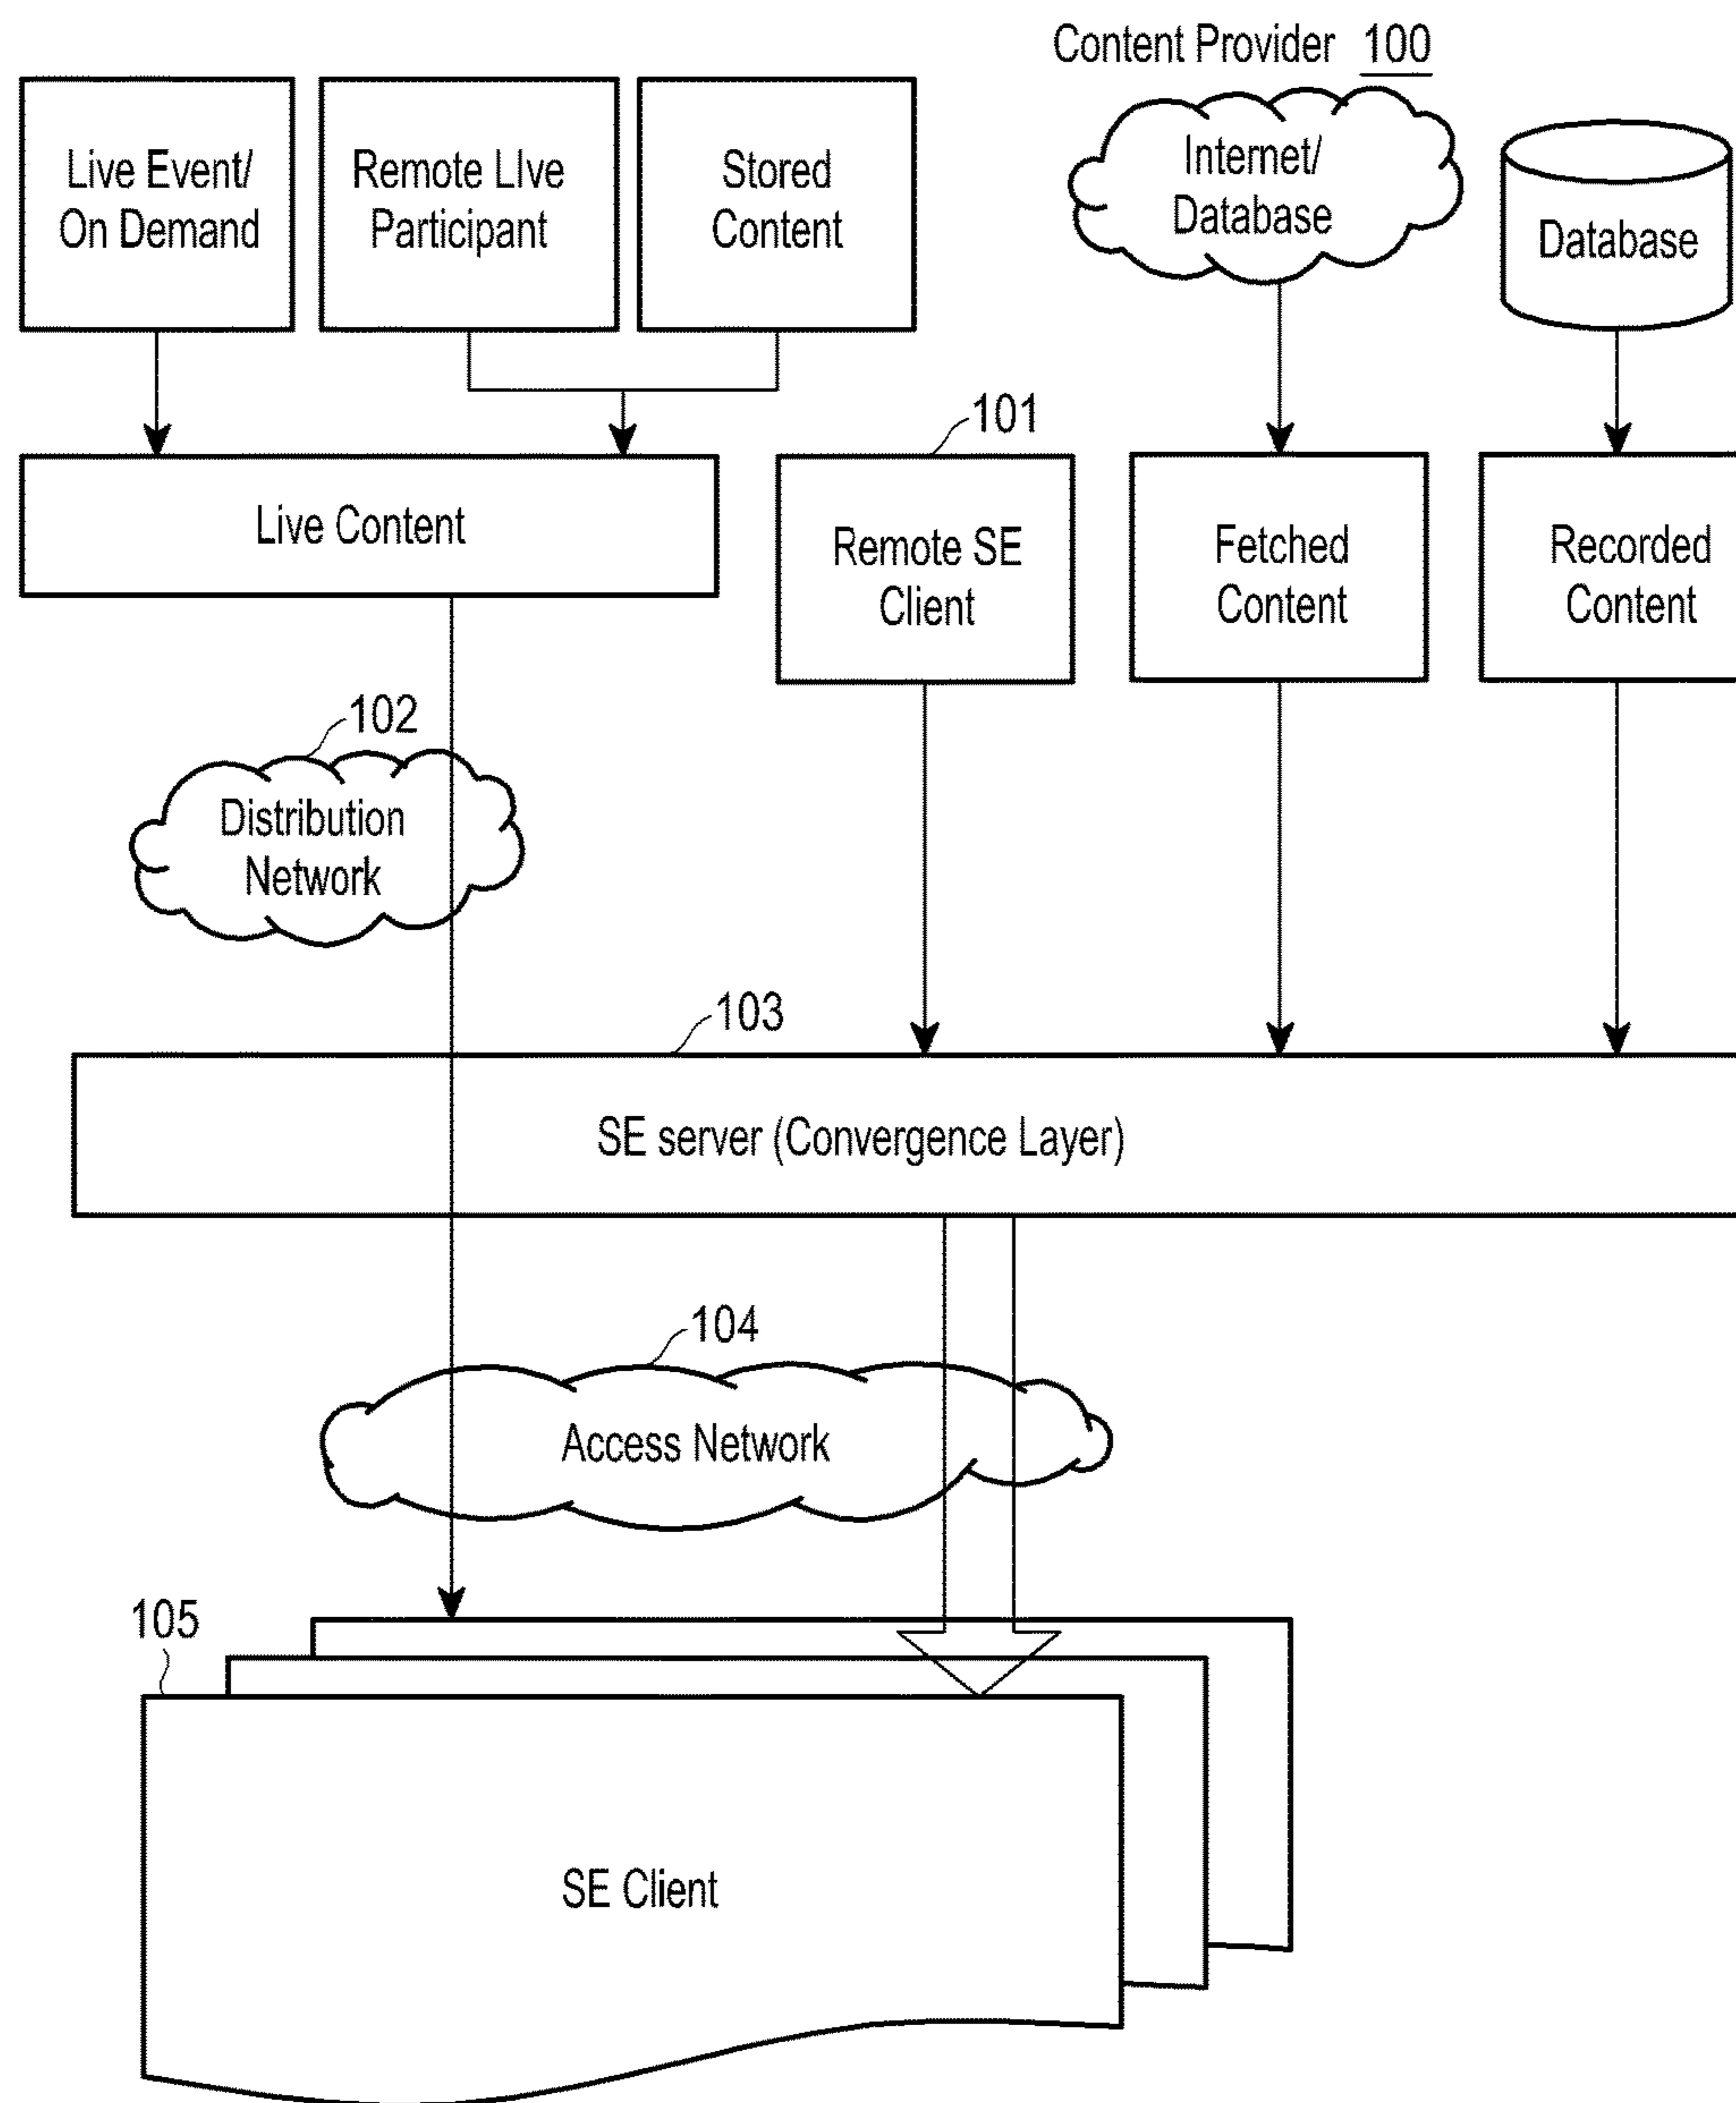 Content Provider 100
Live Event/
On Demand
Remote LIve
Participant
Stored
Content
Internet/
Database
Database
101
Live Content
Remote SE
Client
Fetched
Content
Recorded
Content
102
Distribution
Network
103
SE server (Convergence Layer)
104
Access Network
105
SE Client